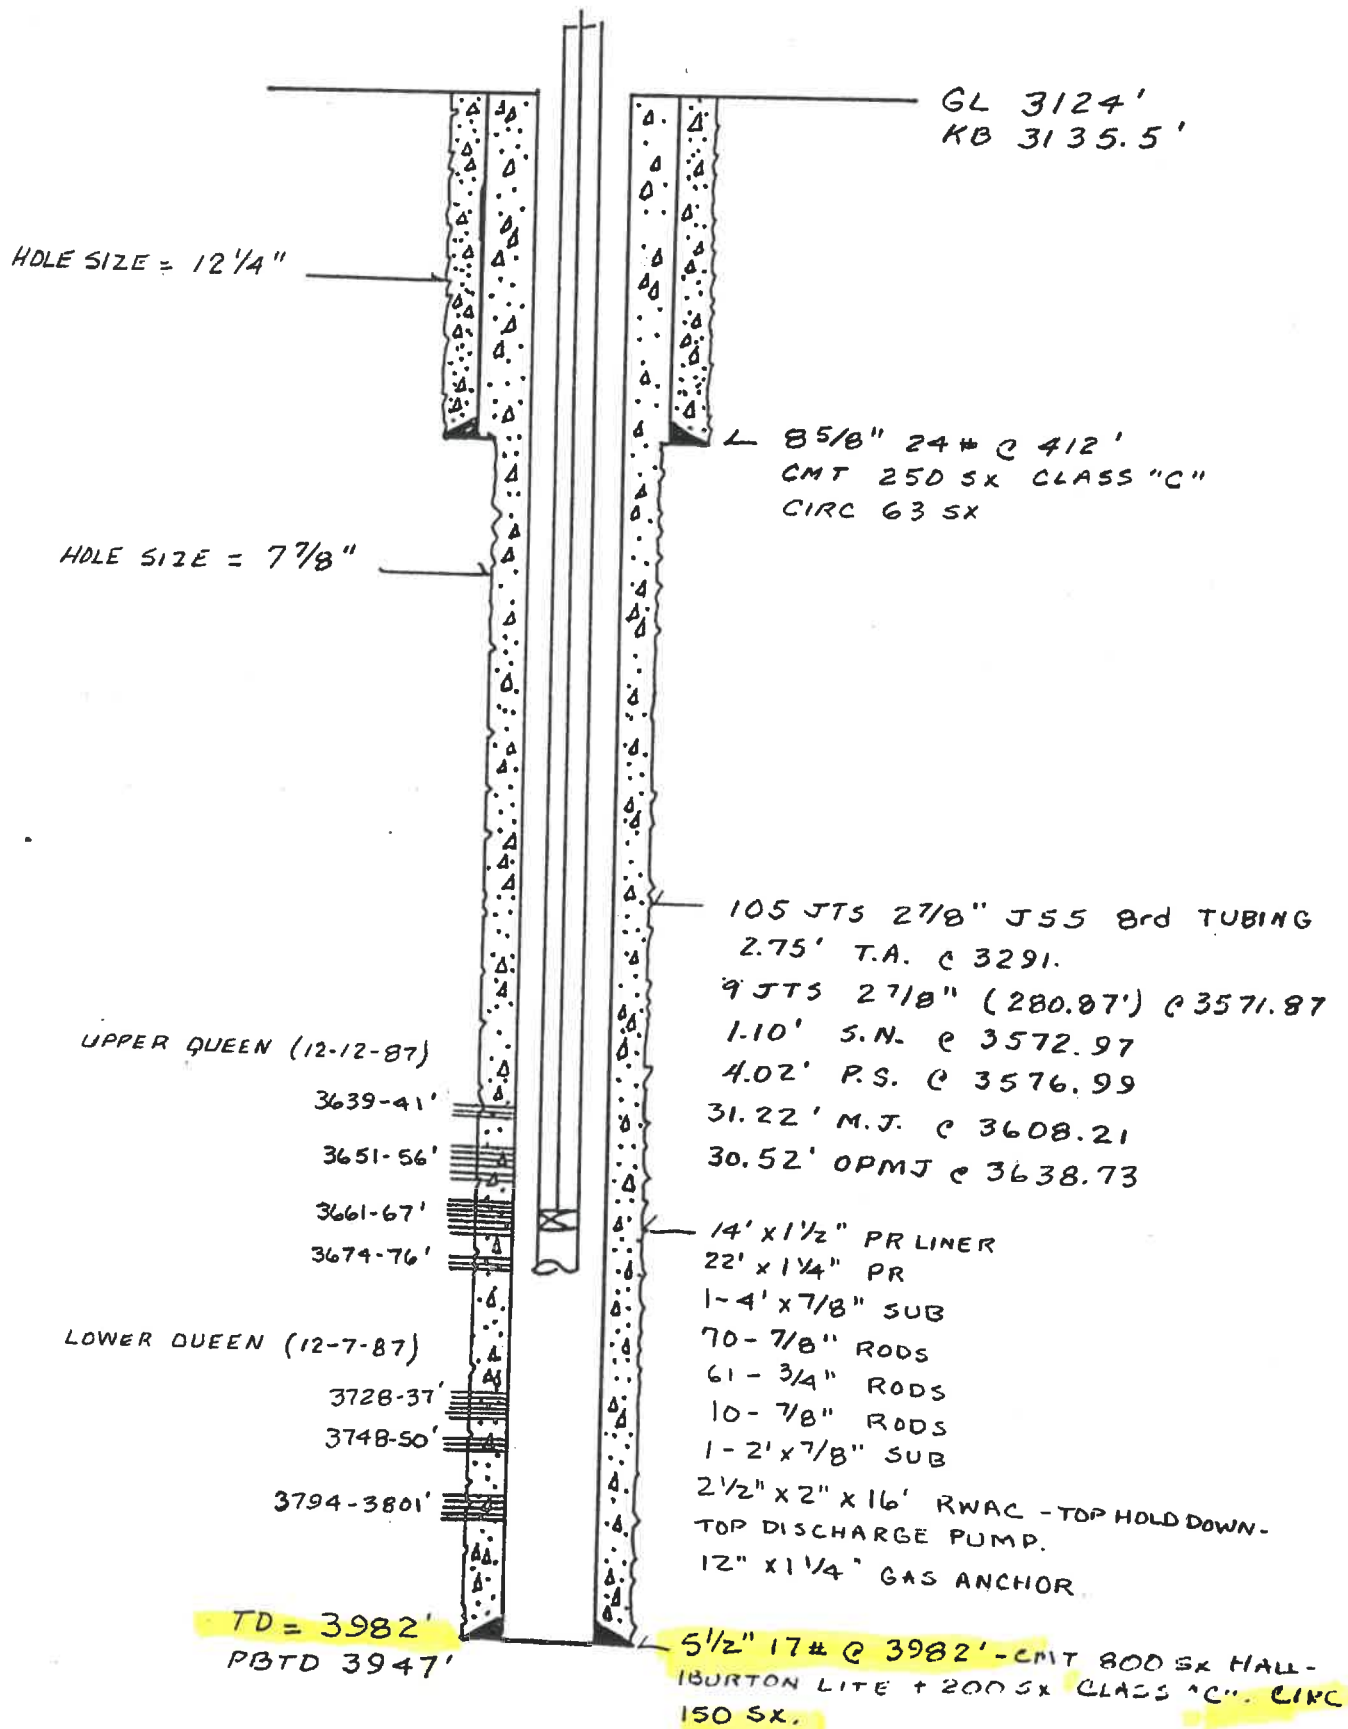 GL 3124'
KB 3135.5'
HOLE SIZE = 12 1/4"
8 5/8" 24# @ 412'
CMT 250 SX CLASS "C"
CIRC 63 SX
HOLE SIZE = 7 7/8"
105 JTS 2 7/8" J55 8rd TUBING
2.75' T.A. @ 3291.
9 JTS 2 7/8" (280.87') @ 3571.87
1.10' S.N. @ 3572.97
4.02' P.S. @ 3576.99
31.22' M.J. @ 3608.21
30.52' OPMJ @ 3638.73
UPPER QUEEN (12-12-87)
3639-41'
3651-56'
3661-67'
3674-76'
14' x 1 1/2" PR LINER
22' x 1 1/4" PR
1-4' x 7/8" SUB
70 - 7/8" RODS
61 - 3/4" RODS
10 - 7/8" RODS
1 - 2' x 7/8" SUB
2 1/2" x 2" x 16' RWAC - TOP HOLD DOWN-
TOP DISCHARGE PUMP.
12" x 1 1/4" GAS ANCHOR
LOWER QUEEN (12-7-87)
3728-37'
3748-50'
3794-3801'
TD = 3982'
PBTD 3947'
5 1/2" 17# @ 3982' - CMT 800 SX HALL-
IBURTON LITE + 200 SX CLASS "C". CIRC
150 SX.